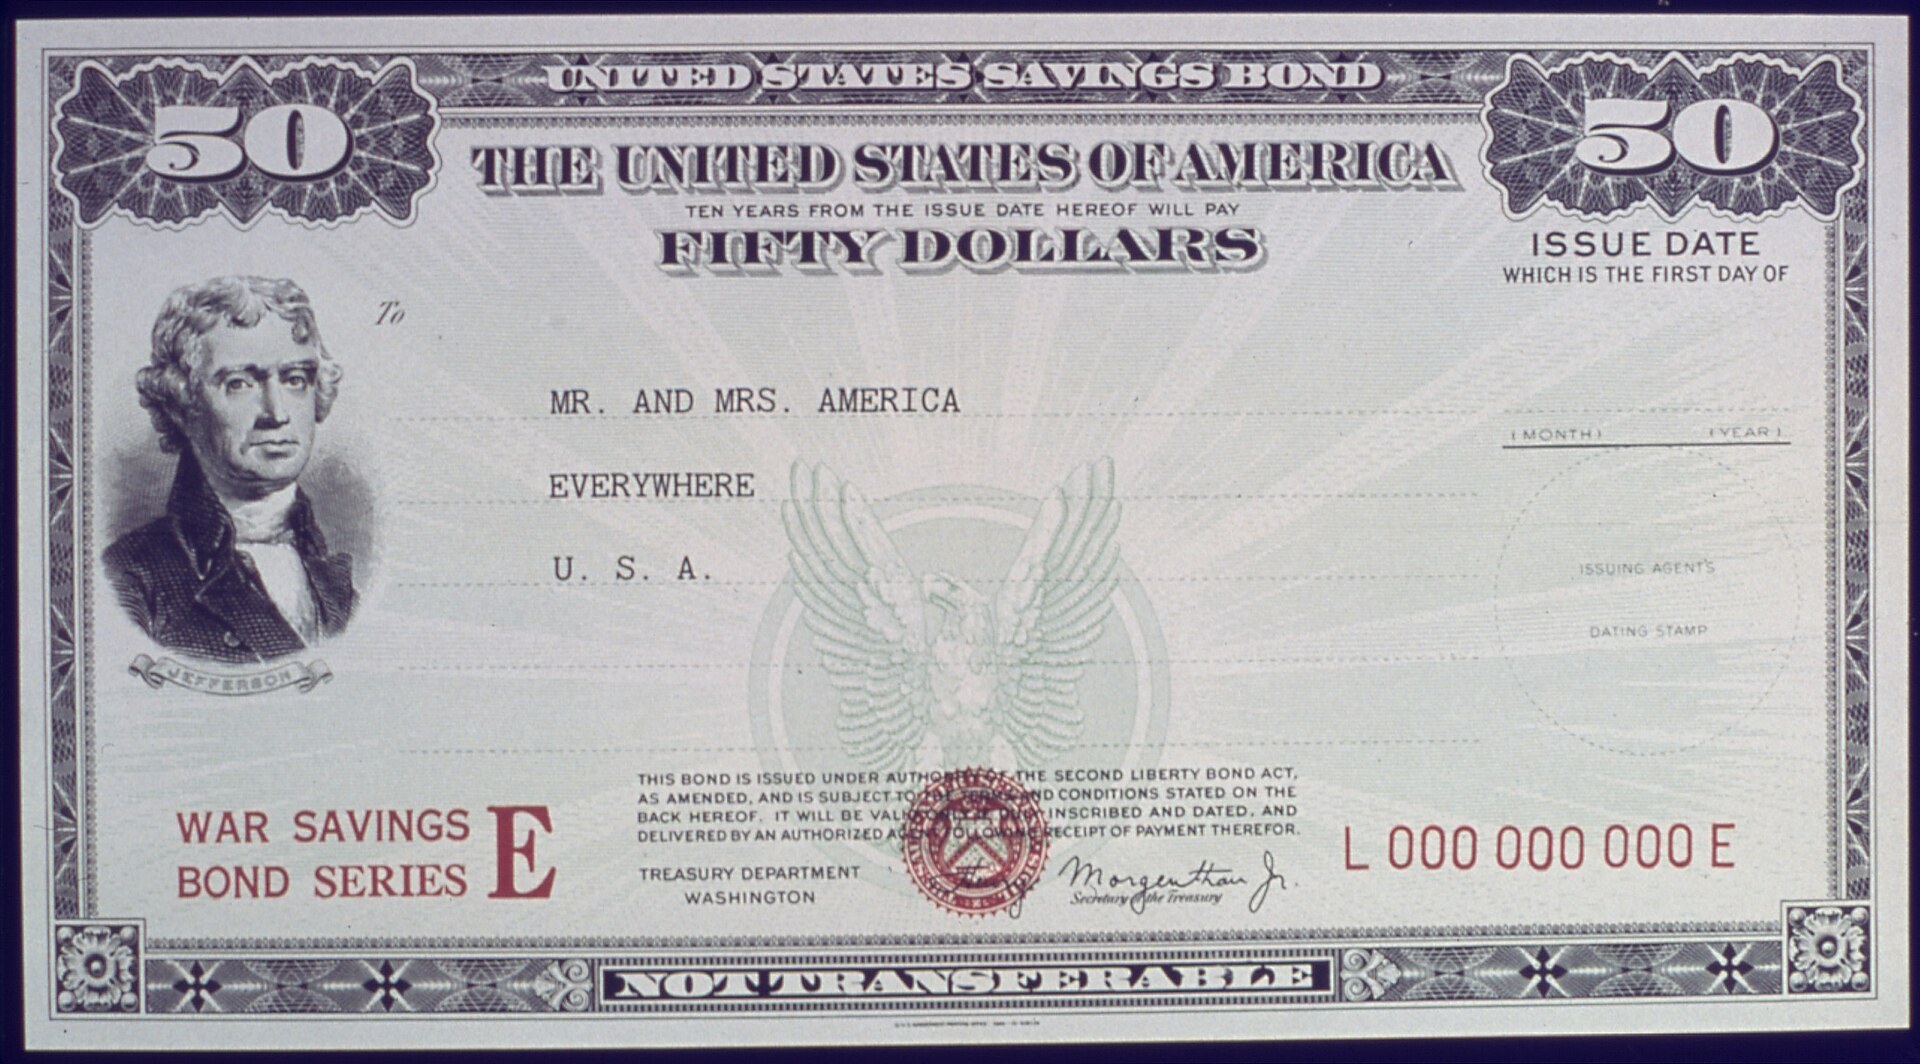 UNITED STATES SAVINGS BOND
50
50
THE UNITED STATES OF AMERICA
TEN YEARS FROM THE ISSUE DATE HEREOF WILL PAY
FIFTY DOLLARS
ISSUE DATE
WHICH IS THE FIRST DAY OF
To
MR. AND MRS. AMERICA
(MONTH) (YEAR)
EVERYWHERE
U. S. A.
ISSUING AGENT'S
DATING STAMP
JEFFERSON
THIS BOND IS ISSUED UNDER AUTHORITY OF THE SECOND LIBERTY BOND ACT,
AS AMENDED, AND IS SUBJECT TO THE TERMS AND CONDITIONS STATED ON THE
BACK HEREOF. IT WILL BE VALID ONLY IF DULY INSCRIBED AND DATED, AND
DELIVERED BY AN AUTHORIZED AGENT FOLLOWING RECEIPT OF PAYMENT THEREFOR.
WAR SAVINGS
BOND SERIES E
TREASURY DEPARTMENT
WASHINGTON
Henry Morgenthau Jr.
Secretary of the Treasury
L 000 000 000 E
NOT TRANSFERABLE